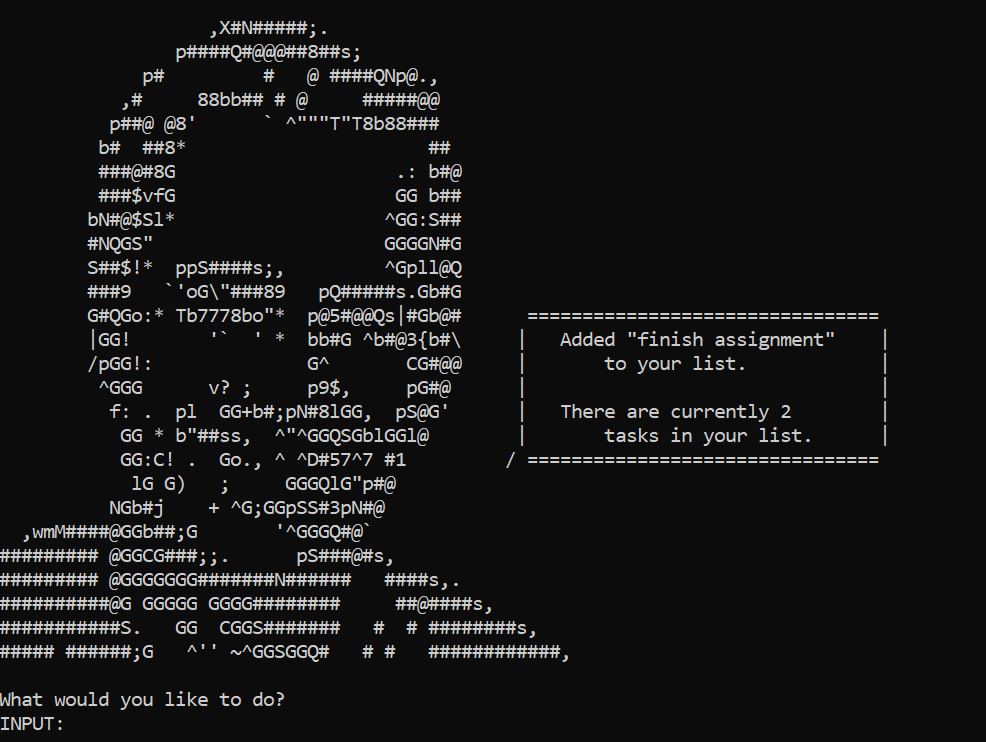 Added "finish assignment"
to your list.
There are currently 2
tasks in your list.
What would you like to do?
INPUT: